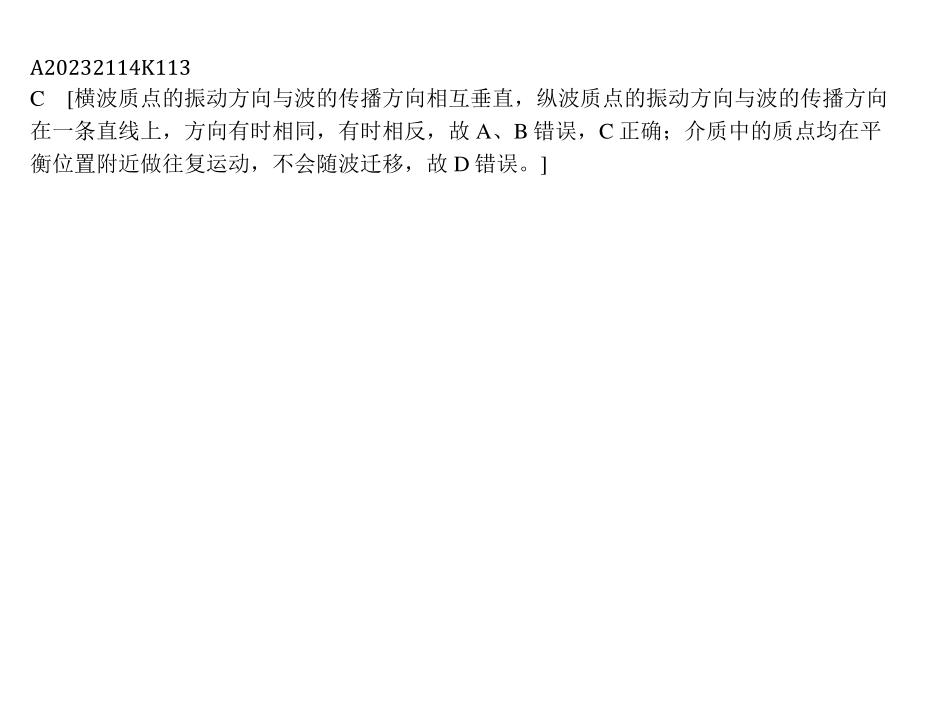 A20232114K113
C [横波质点的振动方向与波的传播方向相互垂直，纵波质点的振动方向与波的传播方向
在一条直线上，方向有时相同，有时相反，故 A、B 错误，C 正确；介质中的质点均在平
衡位置附近做往复运动，不会随波迁移，故 D 错误。]